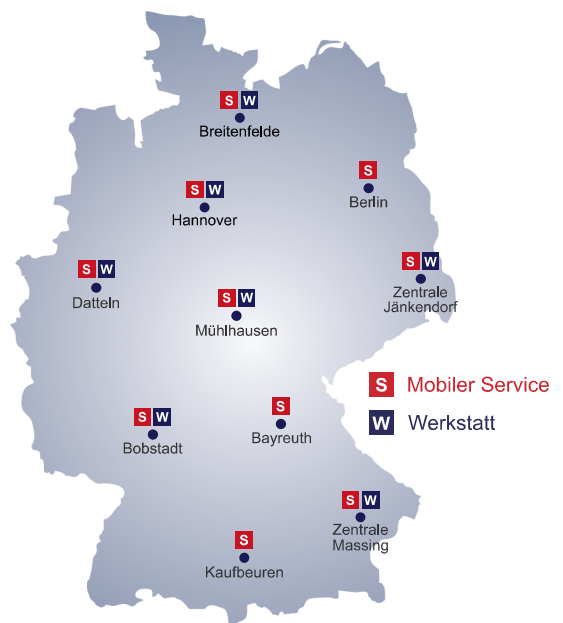 S W
Breitenfelde
S
Berlin
S W
Hannover
S W
Zentrale
Jänkendorf
S W
Datteln
S W
Mühlhausen
S Mobiler Service
W Werkstatt
S
Bayreuth
S W
Bobstadt
S W
Zentrale
Massing
S
Kaufbeuren